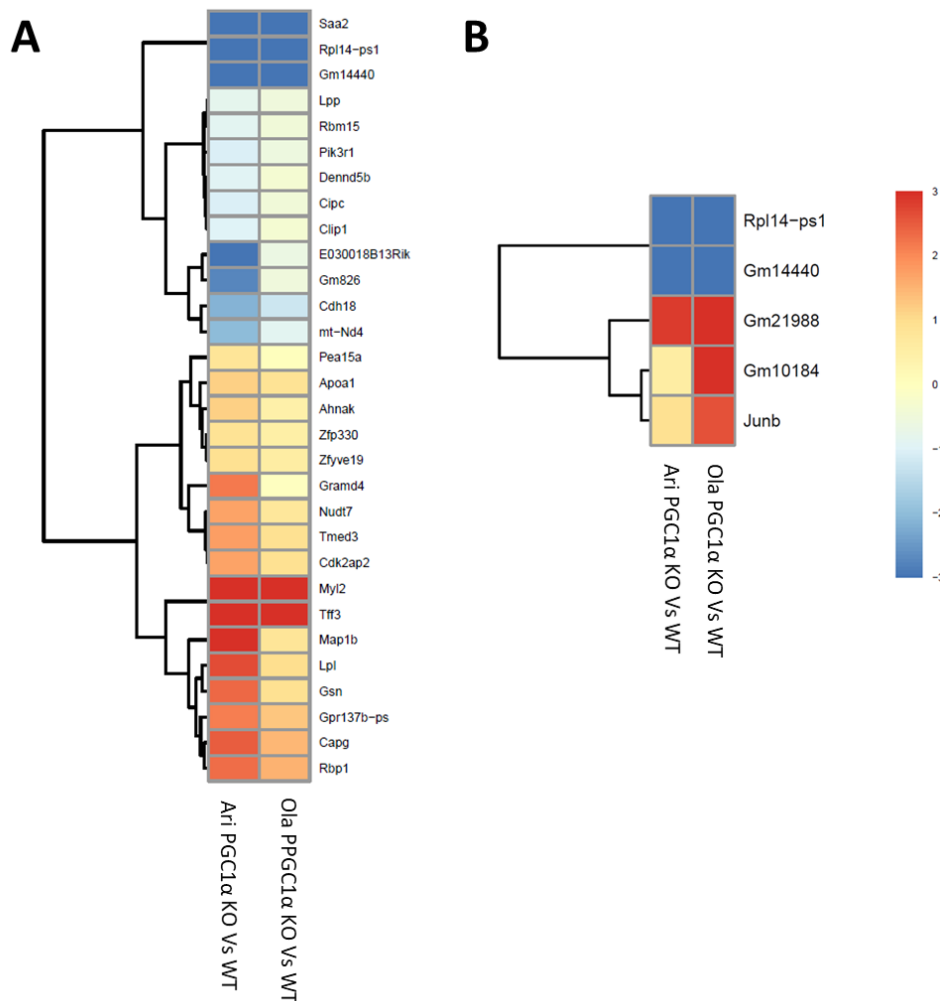 A
Saa2
Rpl14−ps1
Gm14440
Lpp
Rbm15
Pik3r1
Dennd5b
Cipc
Clip1
E030018B13Rik
Gm826
Cdh18
mt−Nd4
Pea15a
Apoa1
Ahnak
Zfp330
Zfyve19
Gramd4
Nudt7
Tmed3
Cdk2ap2
Myl2
Tff3
Map1b
Lpl
Gsn
Gpr137b−ps
Capg
Rbp1
Ari PGC1α KO Vs WT
Ola PPGC1α KO Vs WT
B
Rpl14−ps1
Gm14440
Gm21988
Gm10184
Junb
Ari PGC1α KO Vs WT
Ola PGC1α KO Vs WT
3
2
1
0
−1
−2
−3